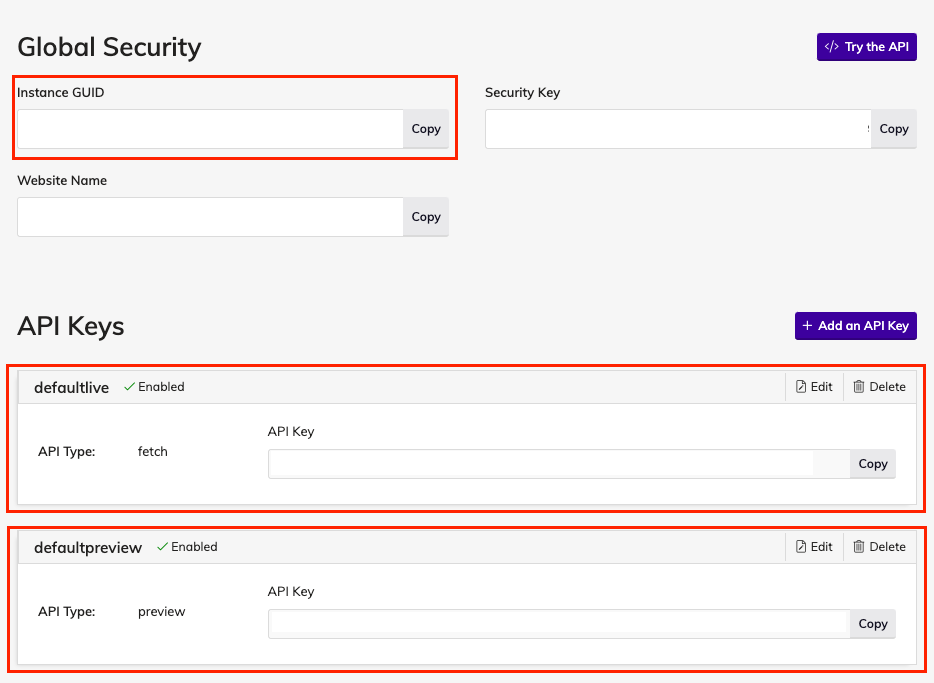 Global Security
</> Try the API
Instance GUID
Security Key
Copy
Copy
Website Name
Copy
API Keys
+ Add an API Key
defaultlive Enabled Edit Delete
API Key
API Type: fetch
Copy
defaultpreview Enabled Edit Delete
API Key
API Type: preview
Copy